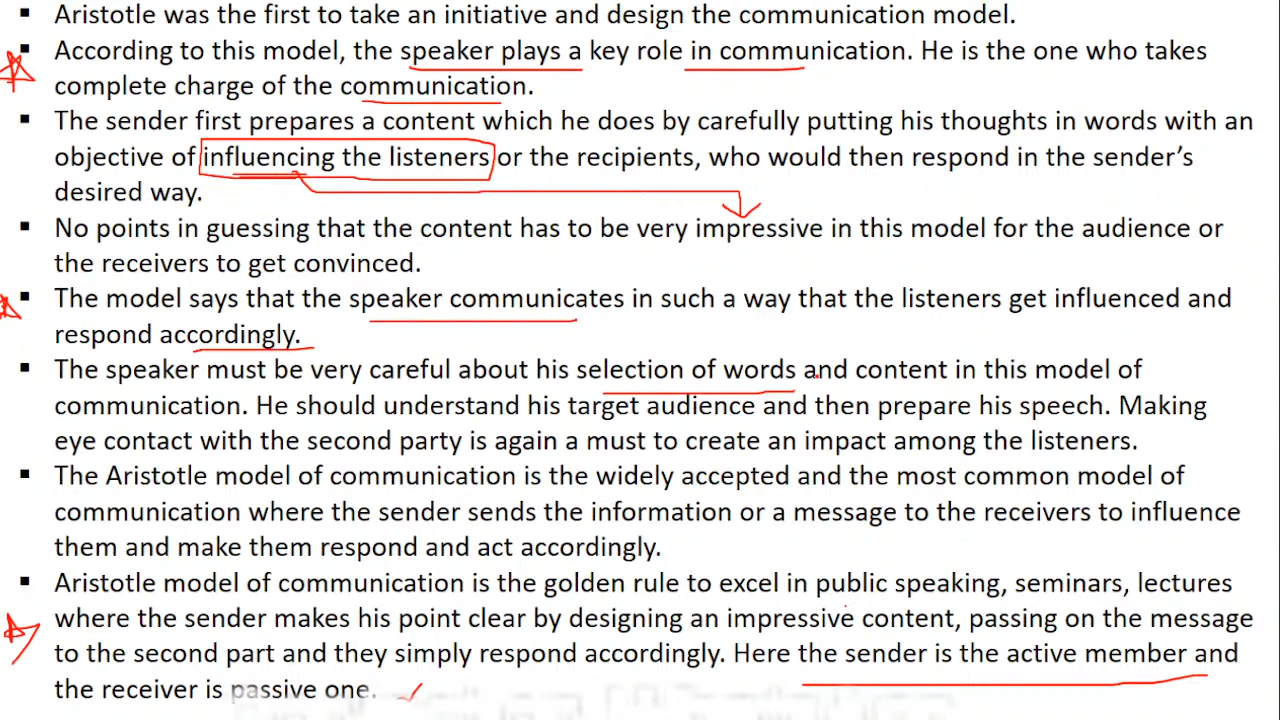 ▪ Aristotle was the first to take an initiative and design the communication model.
▪ According to this model, the speaker plays a key role in communication. He is the one who takes
complete charge of the communication.
▪ The sender first prepares a content which he does by carefully putting his thoughts in words with an
objective of influencing the listeners or the recipients, who would then respond in the sender's
desired way.
▪ No points in guessing that the content has to be very impressive in this model for the audience or
the receivers to get convinced.
▪ The model says that the speaker communicates in such a way that the listeners get influenced and
respond accordingly.
▪ The speaker must be very careful about his selection of words and content in this model of
communication. He should understand his target audience and then prepare his speech. Making
eye contact with the second party is again a must to create an impact among the listeners.
▪ The Aristotle model of communication is the widely accepted and the most common model of
communication where the sender sends the information or a message to the receivers to influence
them and make them respond and act accordingly.
▪ Aristotle model of communication is the golden rule to excel in public speaking, seminars, lectures
where the sender makes his point clear by designing an impressive content, passing on the message
to the second part and they simply respond accordingly. Here the sender is the active member and
the receiver is passive one.